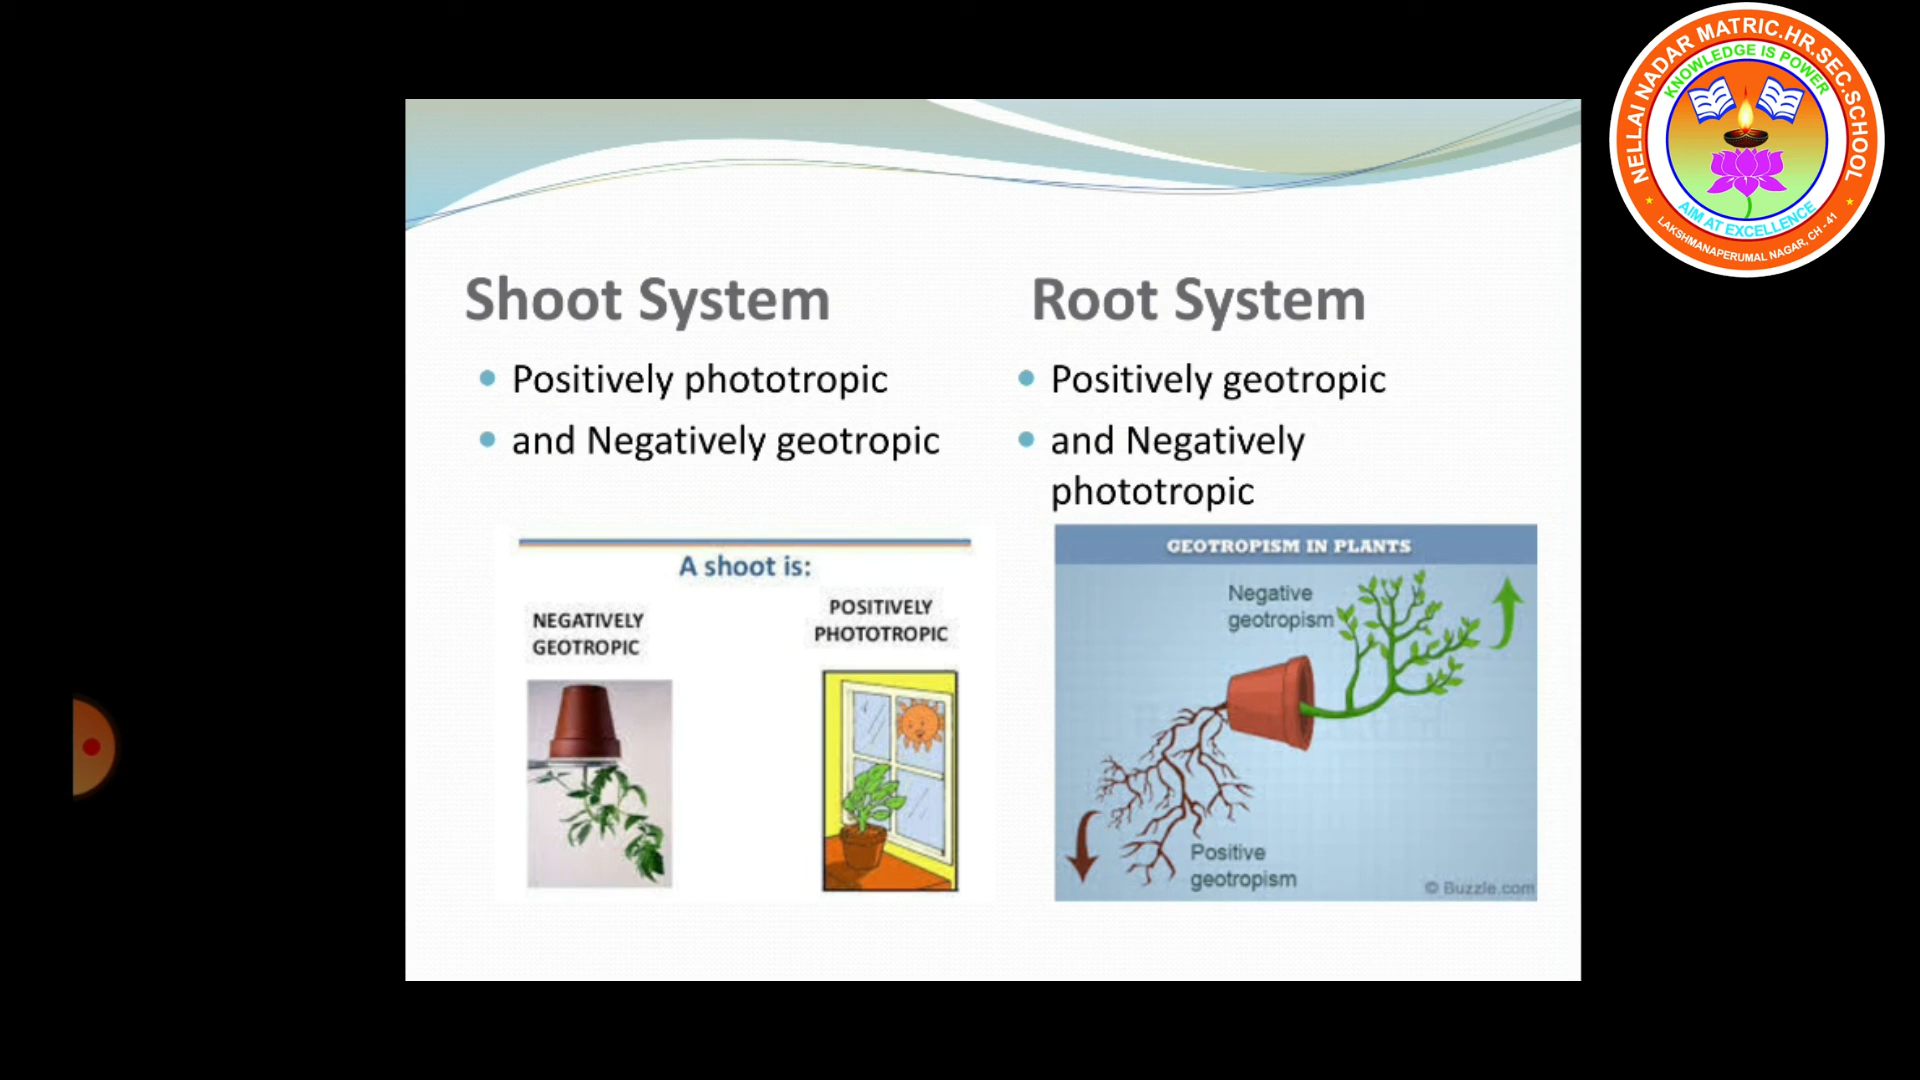 NELLAI NADAR MATRIC.HR.SEC.SCHOOL
KNOWLEDGE IS POWER
AIM AT EXCELLENCE
LAKSHMANAPERUMAL NAGAR, CH - 41
Shoot System
Positively phototropic
and Negatively geotropic
A shoot is:
NEGATIVELY
GEOTROPIC
POSITIVELY
PHOTOTROPIC
Root System
Positively geotropic
and Negatively
phototropic
GEOTROPISM IN PLANTS
Negative
geotropism
Positive
geotropism
© Buzzle.com